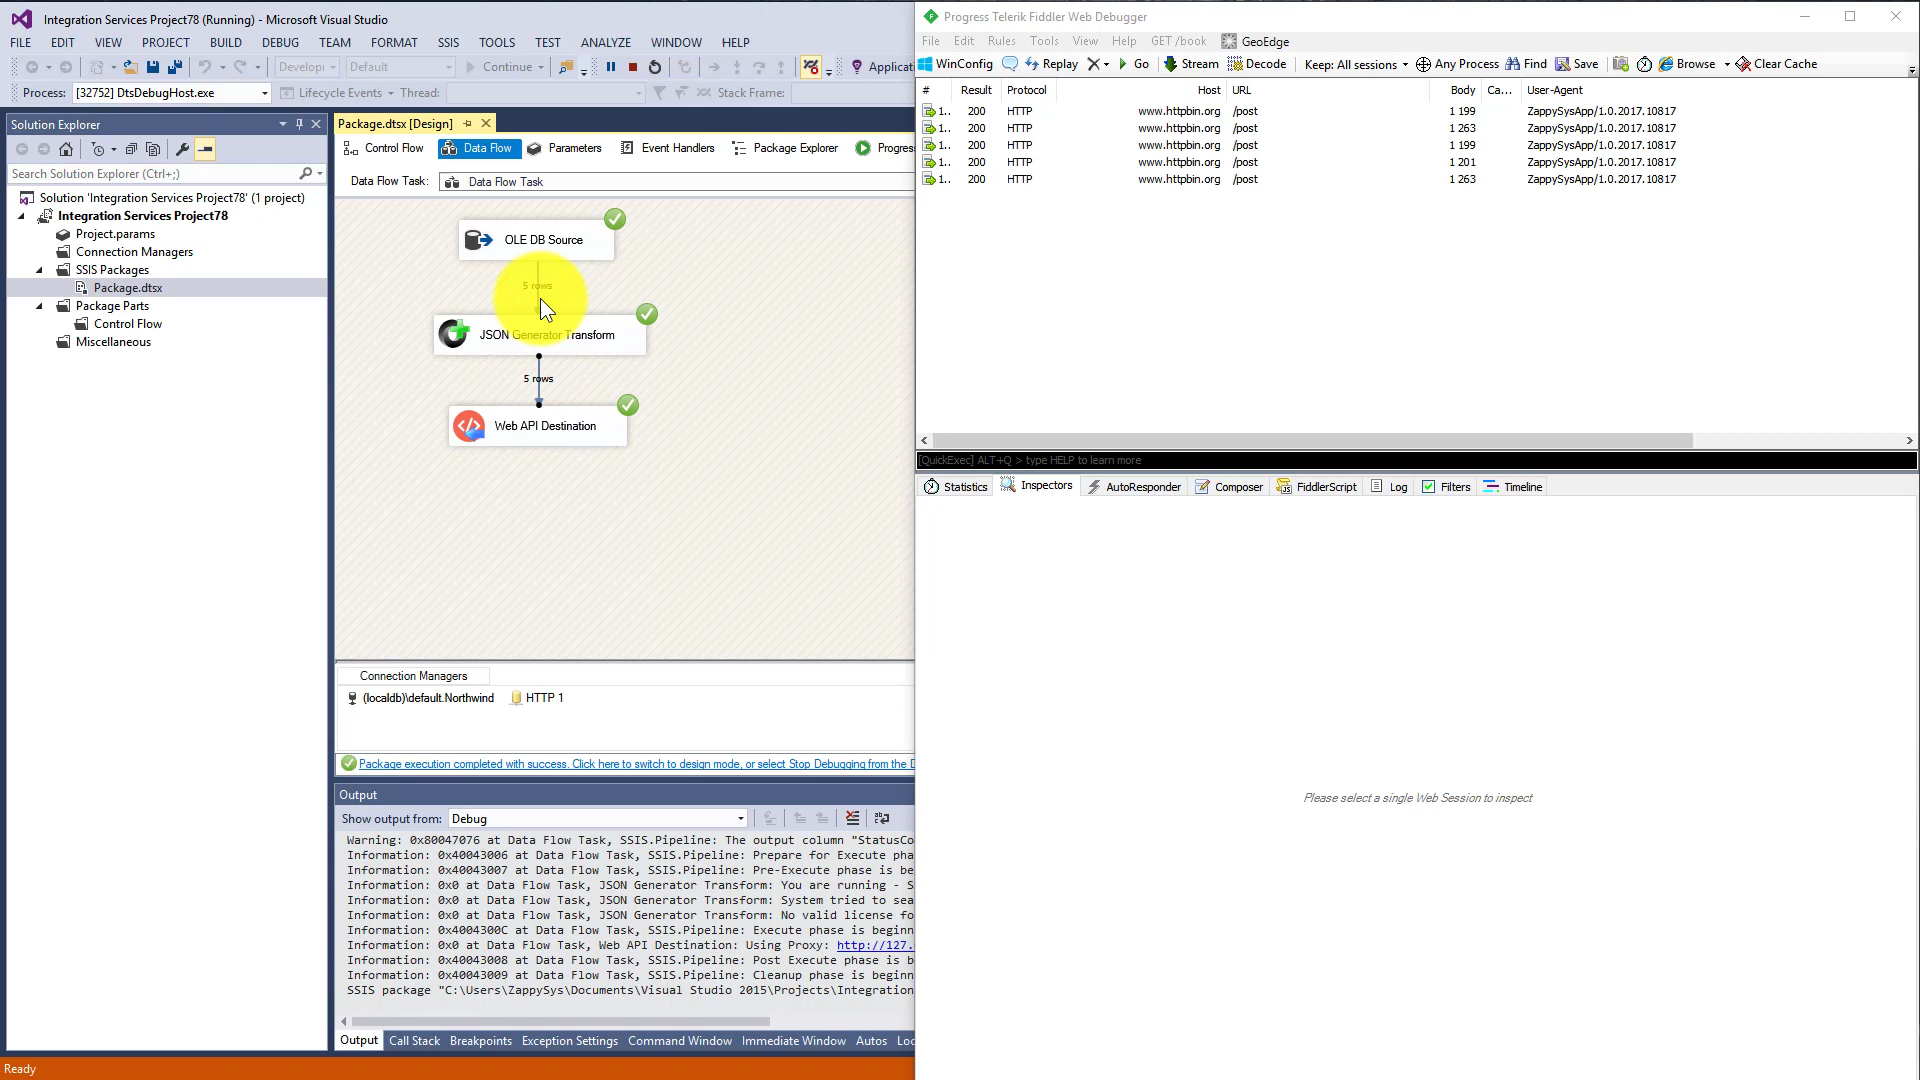 Integration Services Project78 (Running) - Microsoft Visual Studio
FILE EDIT VIEW PROJECT BUILD DEBUG TEAM FORMAT SSIS TOOLS TEST ANALYZE WINDOW HELP
Developi Default Continue Applicati
Process: [32752] DtsDebugHost.exe Lifecycle Events Thread: Stack Frame:
Solution Explorer
Search Solution Explorer (Ctrl+;)
Solution 'Integration Services Project78' (1 project)
Integration Services Project78
Project.params
Connection Managers
SSIS Packages
Package.dtsx
Package Parts
Control Flow
Miscellaneous
Package.dtsx [Design]
Control Flow Data Flow Parameters Event Handlers Package Explorer Progres
Data Flow Task: Data Flow Task
OLE DB Source
5 rows
JSON Generator Transform
5 rows
Web API Destination
Connection Managers
(localdb)\default.Northwind HTTP 1
Package execution completed with success. Click here to switch to design mode, or select Stop Debugging from the D
Output
Show output from: Debug
Warning: 0x80047076 at Data Flow Task, SSIS.Pipeline: The output column "StatusCo
Information: 0x40043006 at Data Flow Task, SSIS.Pipeline: Prepare for Execute pha
Information: 0x40043007 at Data Flow Task, SSIS.Pipeline: Pre-Execute phase is be
Information: 0x0 at Data Flow Task, JSON Generator Transform: You are running - S
Information: 0x0 at Data Flow Task, JSON Generator Transform: System tried to sea
Information: 0x0 at Data Flow Task, JSON Generator Transform: No valid license fo
Information: 0x4004300C at Data Flow Task, SSIS.Pipeline: Execute phase is beginn
Information: 0x0 at Data Flow Task, Web API Destination: Using Proxy: http://127.
Information: 0x40043008 at Data Flow Task, SSIS.Pipeline: Post Execute phase is b
Information: 0x40043009 at Data Flow Task, SSIS.Pipeline: Cleanup phase is beginn
SSIS package "C:\Users\ZappySys\Documents\Visual Studio 2015\Projects\Integration
Output Call Stack Breakpoints Exception Settings Command Window Immediate Window Autos Loc
Ready
Progress Telerik Fiddler Web Debugger
File Edit Rules Tools View Help GET /book GeoEdge
WinConfig Replay Go Stream Decode Keep: All sessions Any Process Find Save Browse Clear Cache
# Result Protocol Host URL Body Ca... User-Agent
1.. 200 HTTP www.httpbin.org /post 1 199 ZappySysApp/1.0.2017.10817
1.. 200 HTTP www.httpbin.org /post 1 263 ZappySysApp/1.0.2017.10817
1.. 200 HTTP www.httpbin.org /post 1 199 ZappySysApp/1.0.2017.10817
1.. 200 HTTP www.httpbin.org /post 1 201 ZappySysApp/1.0.2017.10817
1.. 200 HTTP www.httpbin.org /post 1 263 ZappySysApp/1.0.2017.10817
[QuickExec] ALT+Q > type HELP to learn more
Statistics Inspectors AutoResponder Composer FiddlerScript Log Filters Timeline
Please select a single Web Session to inspect